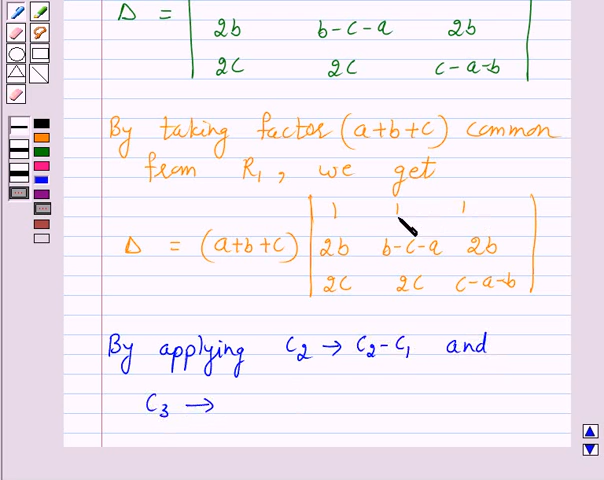 Δ =
2b b-c-a 2b
2c 2c c-a-b
By taking factor (a+b+c) common
from R₁, we get
1 1 1
Δ = (a+b+c) 2b b-c-a 2b
2c 2c c-a-b
By applying C₂ → C₂-C₁ and
C₃ →